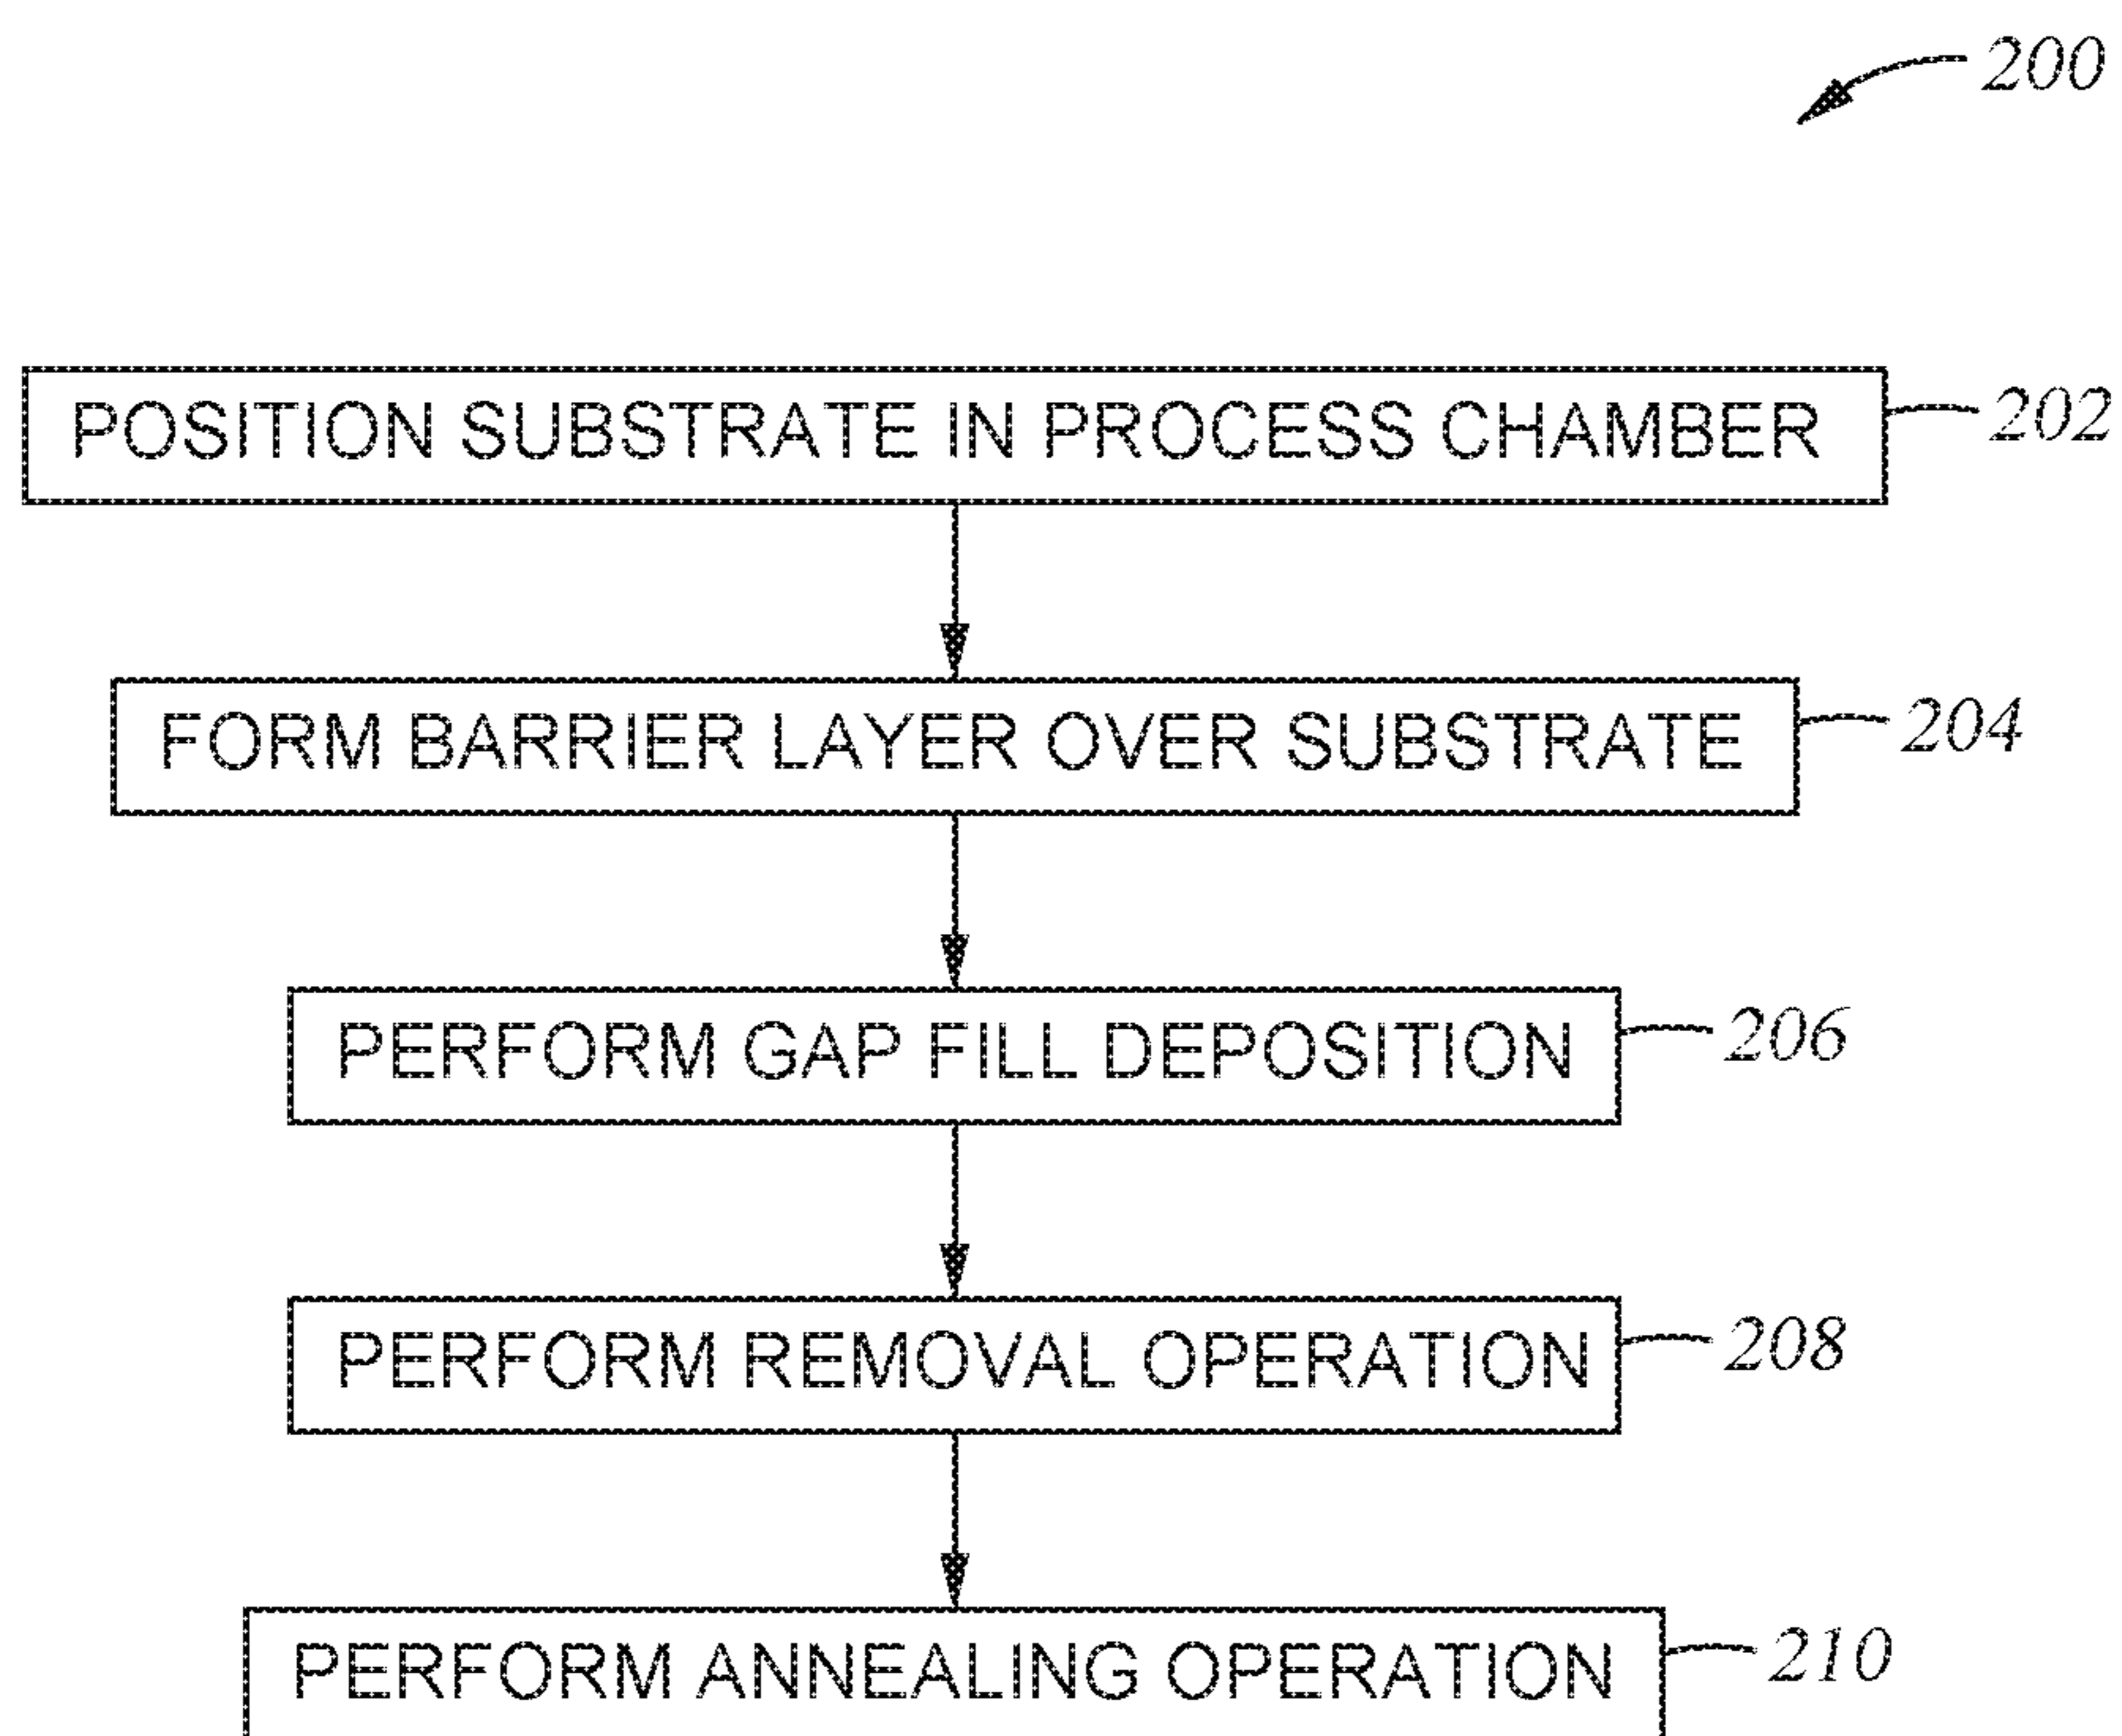 200
POSITION SUBSTRATE IN PROCESS CHAMBER 202
FORM BARRIER LAYER OVER SUBSTRATE 204
PERFORM GAP FILL DEPOSITION 206
PERFORM REMOVAL OPERATION 208
PERFORM ANNEALING OPERATION 210